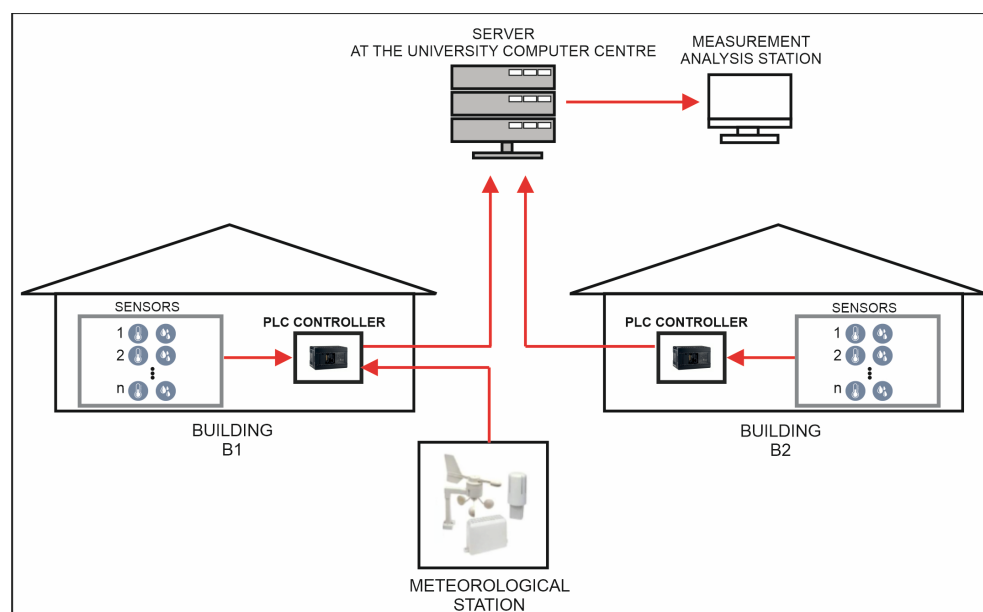 SERVER
AT THE UNIVERSITY COMPUTER CENTRE
MEASUREMENT
ANALYSIS STATION
SENSORS
1
2
n
PLC CONTROLLER
BUILDING
B1
PLC CONTROLLER
SENSORS
1
2
n
BUILDING
B2
METEOROLOGICAL
STATION